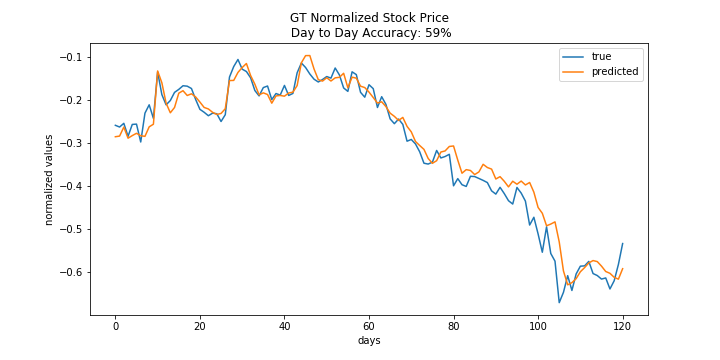 GT Normalized Stock Price
Day to Day Accuracy: 59%
true
predicted
normalized values
−0.1
−0.2
−0.3
−0.4
−0.5
−0.6
0
20
40
60
80
100
120
days